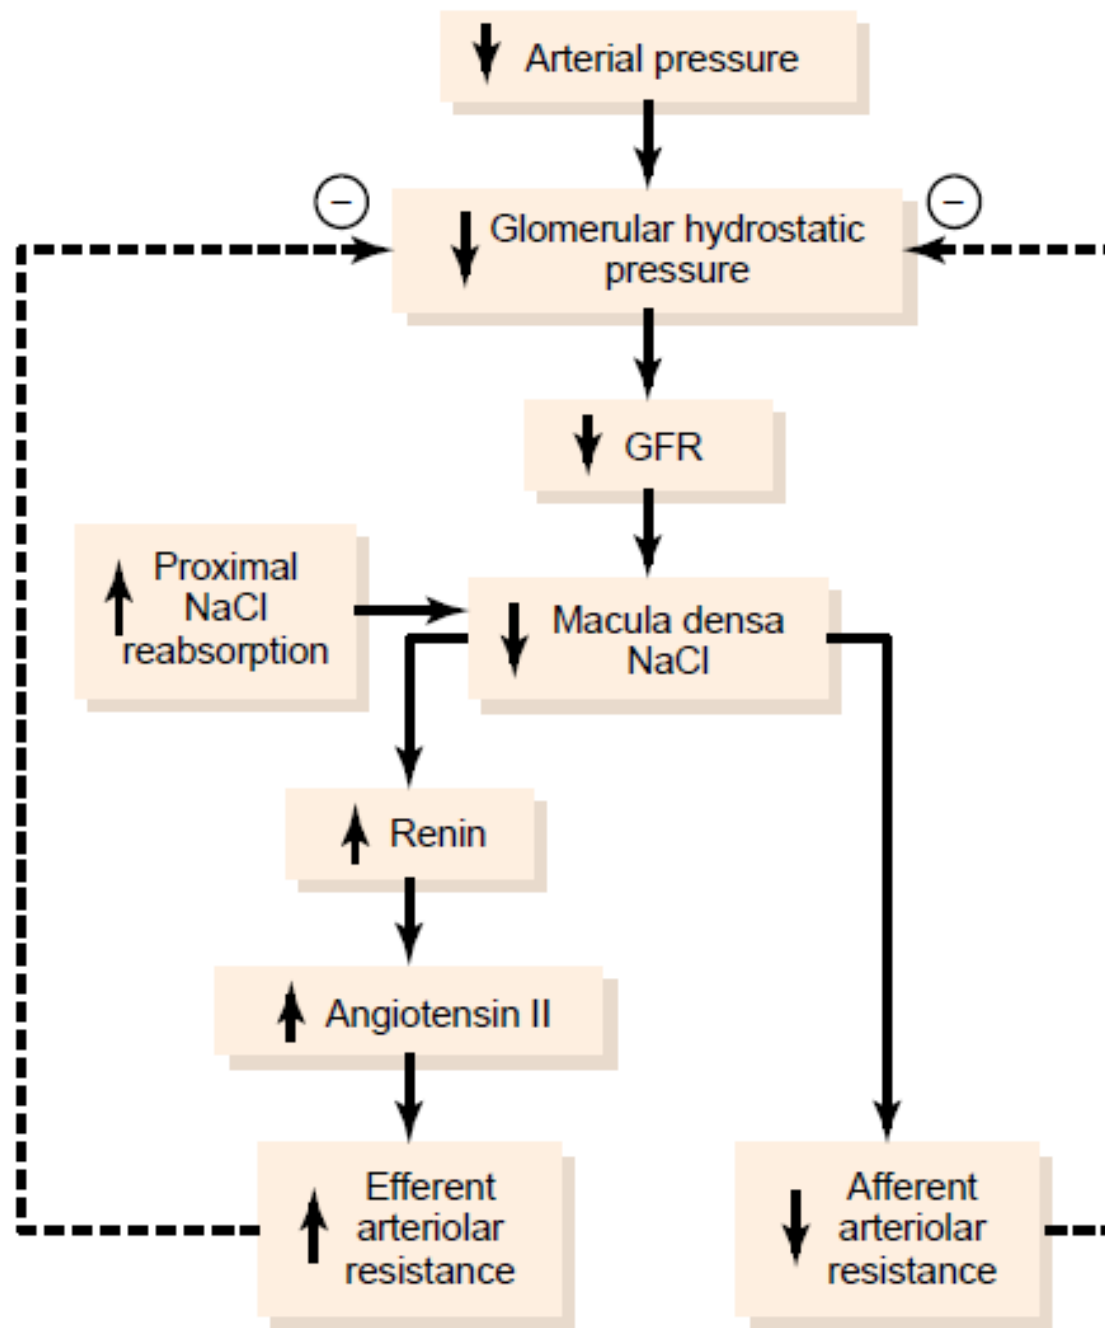 Arterial pressure
−
−
Glomerular hydrostatic
pressure
GFR
Proximal
NaCl
reabsorption
Macula densa
NaCl
Renin
Angiotensin II
Efferent
arteriolar
resistance
Afferent
arteriolar
resistance